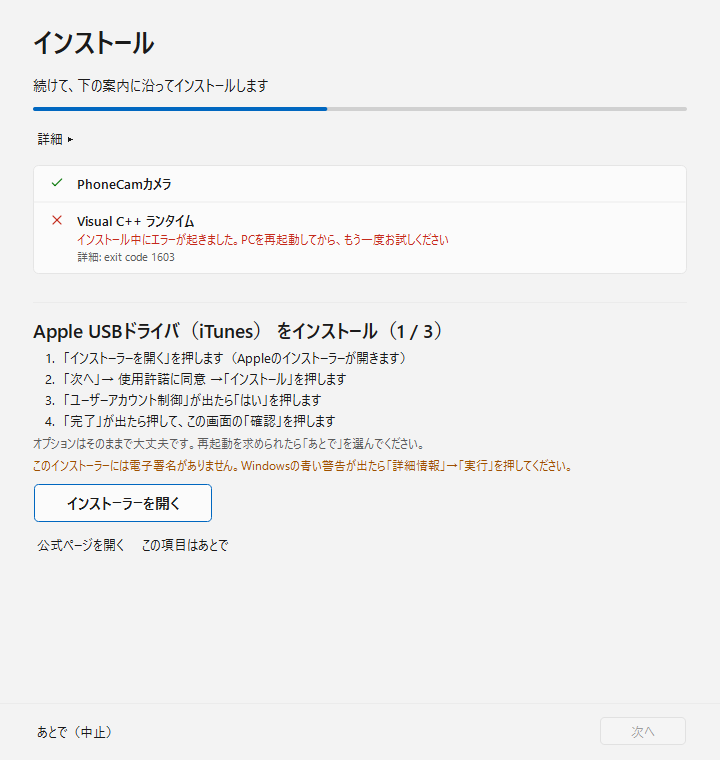 インストール
続けて、下の案内に沿ってインストールします
詳細 ▸
PhoneCamカメラ
Visual C++ ランタイム
インストール中にエラーが起きました。PCを再起動してから、もう一度お試しください
詳細: exit code 1603
Apple USBドライバ（iTunes） をインストール（1 / 3）
1. 「インストーラーを開く」を押します（Appleのインストーラーが開きます）
2. 「次へ」→ 使用許諾に同意 →「インストール」を押します
3. 「ユーザーアカウント制御」が出たら「はい」を押します
4. 「完了」が出たら押して、この画面の「確認」を押します
オプションはそのままで大丈夫です。再起動を求められたら「あとで」を選んでください。
このインストーラーには電子署名がありません。Windowsの青い警告が出たら「詳細情報」→「実行」を押してください。
インストーラーを開く
公式ページを開く この項目はあとで
あとで（中止） 次へ